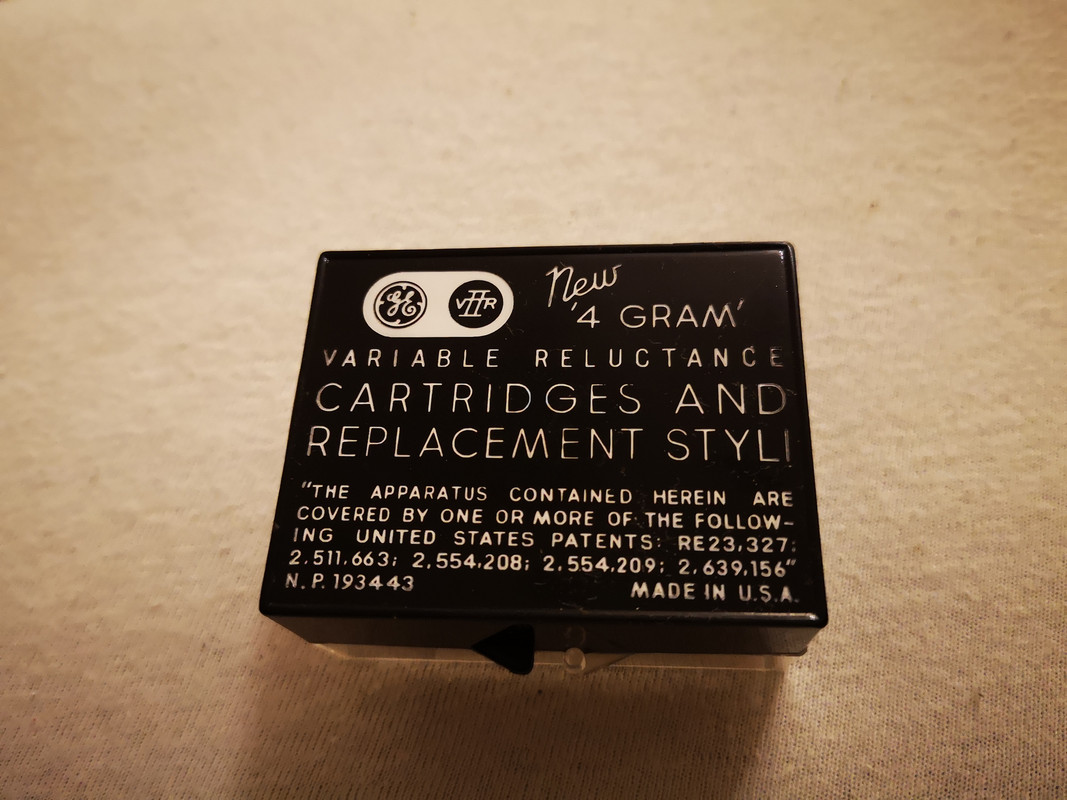 GE VIIR New
'4 GRAM'
VARIABLE RELUCTANCE
CARTRIDGES AND
REPLACEMENT STYLI
"THE APPARATUS CONTAINED HEREIN ARE
COVERED BY ONE OR MORE OF THE FOLLOW-
ING UNITED STATES PATENTS: RE23,327;
2,511,663; 2,554,208; 2,554,209; 2,639,156"
N.P. 193443 MADE IN U.S.A.